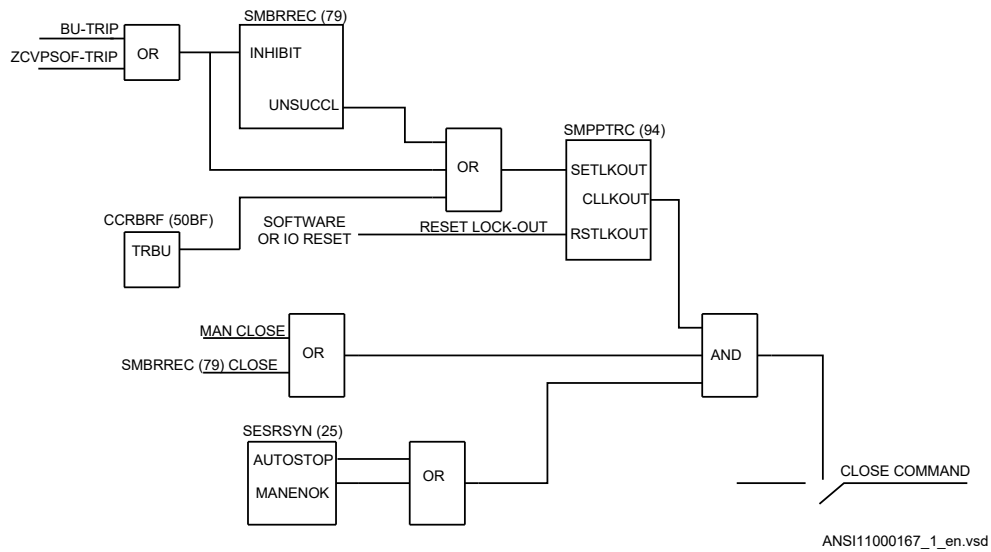 SMBRREC (79)
BU-TRIP
ZCVPSOF-TRIP
OR
INHIBIT
UNSUCCL
OR
SMPPTRC (94)
SETLKOUT
CLLKOUT
RSTLKOUT
CCRBRF (50BF)
TRBU
SOFTWARE
OR IO RESET
RESET LOCK-OUT
MAN CLOSE
SMBRREC (79) CLOSE
OR
AND
SESRSYN (25)
AUTOSTOP
MANENOK
OR
CLOSE COMMAND
ANSI11000167_1_en.vsd